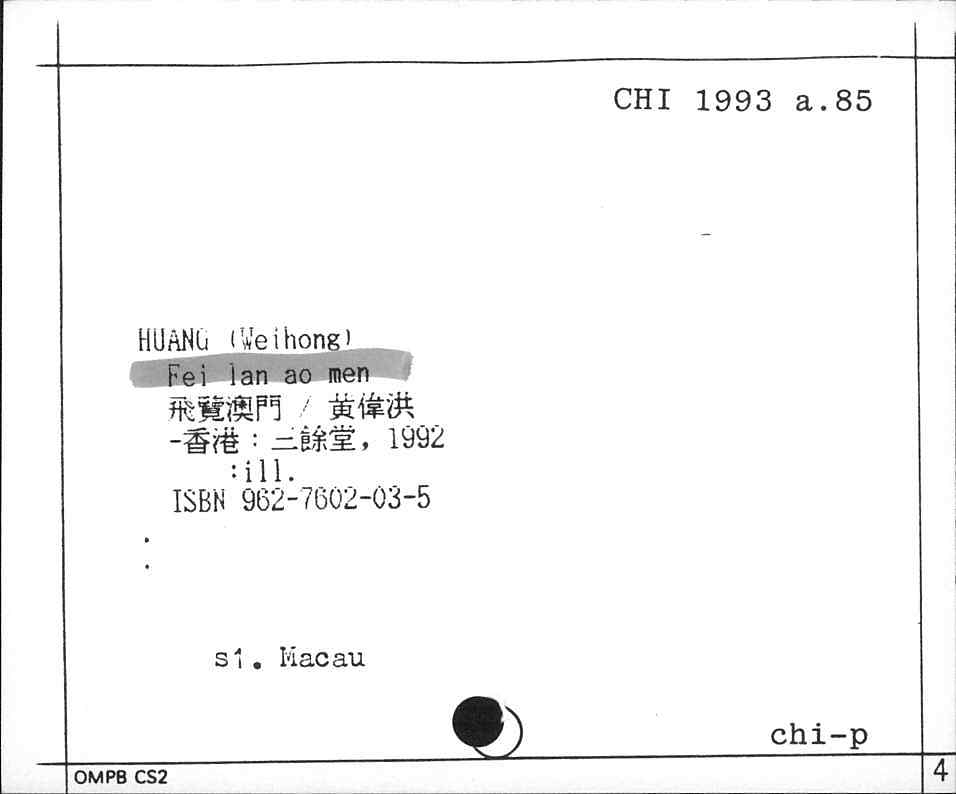 CHI 1993 a.85
HUANG (Weihong)
Fei lan ao men
飛覽澳門 / 黄偉洪
-香港：三餘堂，1992
:ill.
ISBN 962-7602-03-5
s1. Macau
chi-p
OMPB CS2
4